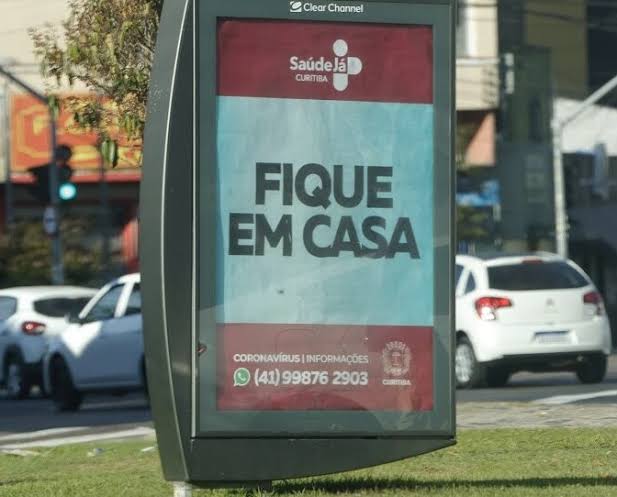 Clear Channel
SaúdeJá
CURITIBA
FIQUE
EM CASA
CORONAVÍRUS | INFORMAÇÕES
(41) 99876 2903
CURITIBA